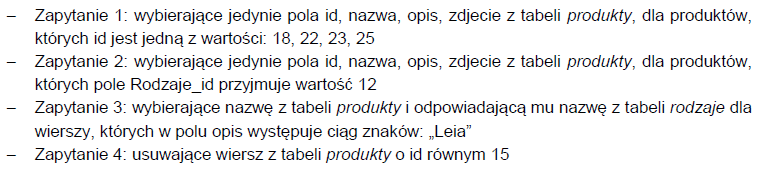 – Zapytanie 1: wybierające jedynie pola id, nazwa, opis, zdjecie z tabeli produkty, dla produktów,
których id jest jedną z wartości: 18, 22, 23, 25
– Zapytanie 2: wybierające jedynie pola id, nazwa, opis, zdjecie z tabeli produkty, dla produktów,
których pole Rodzaje_id przyjmuje wartość 12
– Zapytanie 3: wybierające nazwę z tabeli produkty i odpowiadającą mu nazwę z tabeli rodzaje dla
wierszy, których w polu opis występuje ciąg znaków: „Leia”
– Zapytanie 4: usuwające wiersz z tabeli produkty o id równym 15